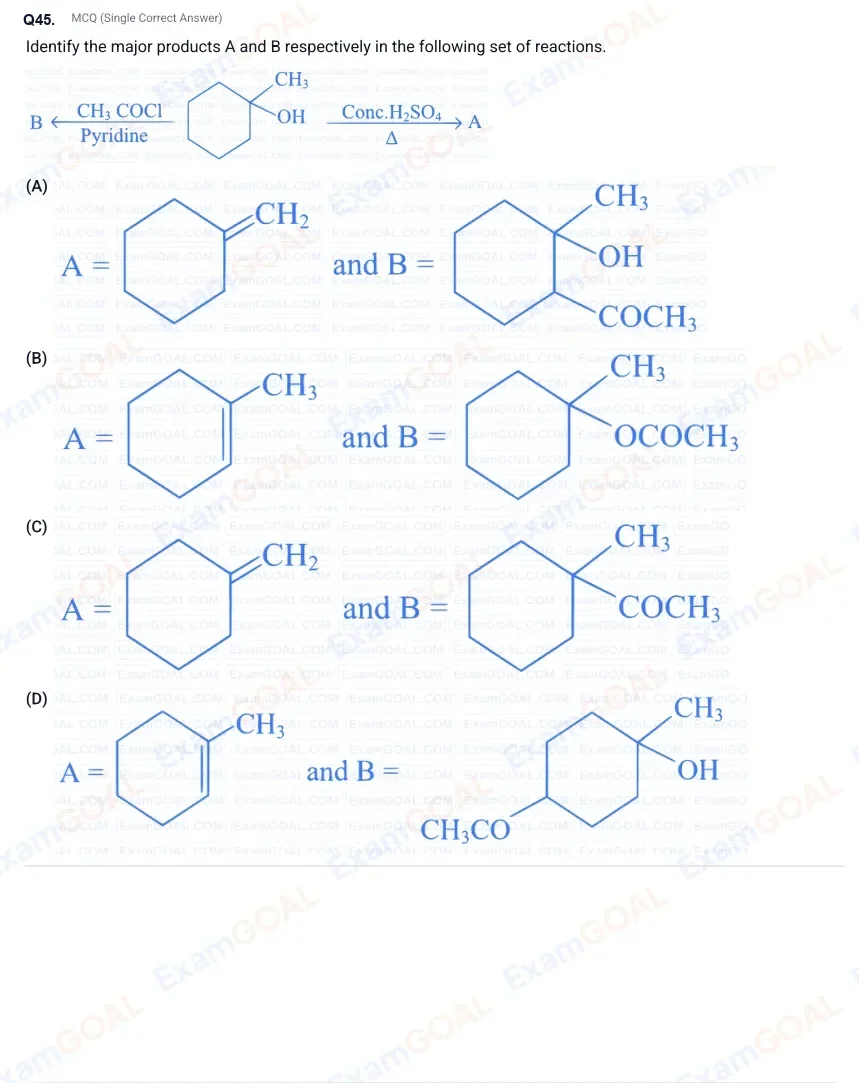 Q45. MCQ (Single Correct Answer)
Identify the major products A and B respectively in the following set of reactions.
CH₃
B ← CH₃ COCl Pyridine OH Conc.H₂SO₄ Δ → A
(A)
CH₂ CH₃
A = and B = OH
COCH₃
(B)
CH₃ CH₃
A = and B = OCOCH₃
(C)
CH₂ CH₃
A = and B = COCH₃
(D)
CH₃ CH₃
A = and B = OH
CH₃CO
ExamGOAL